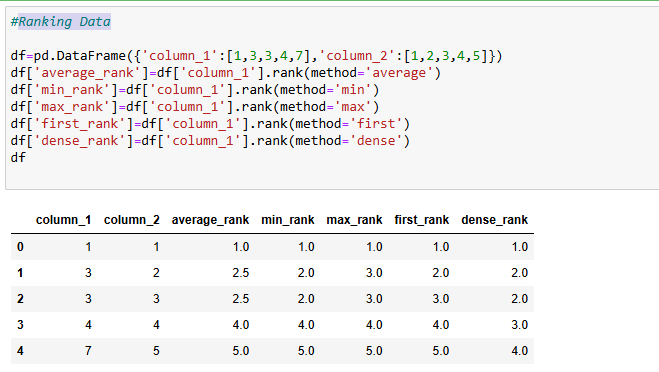 #Ranking Data
df=pd.DataFrame({'column_1':[1,3,3,4,7],'column_2':[1,2,3,4,5]})
df['average_rank']=df['column_1'].rank(method='average')
df['min_rank']=df['column_1'].rank(method='min')
df['max_rank']=df['column_1'].rank(method='max')
df['first_rank']=df['column_1'].rank(method='first')
df['dense_rank']=df['column_1'].rank(method='dense')
df
column_1 column_2 average_rank min_rank max_rank first_rank dense_rank
0 1 1 1.0 1.0 1.0 1.0 1.0
1 3 2 2.5 2.0 3.0 2.0 2.0
2 3 3 2.5 2.0 3.0 3.0 2.0
3 4 4 4.0 4.0 4.0 4.0 3.0
4 7 5 5.0 5.0 5.0 5.0 4.0